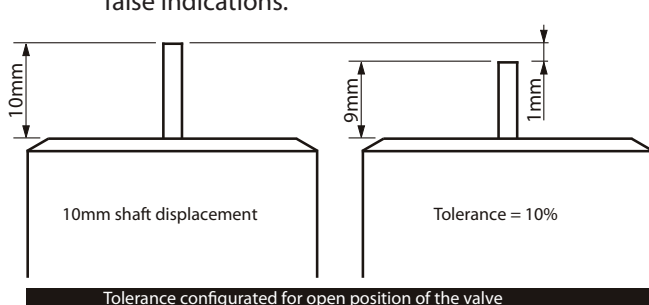 false indications.
10mm
9mm
1mm
10mm shaft displacement
Tolerance = 10%
Tolerance configurated for open position of the valve